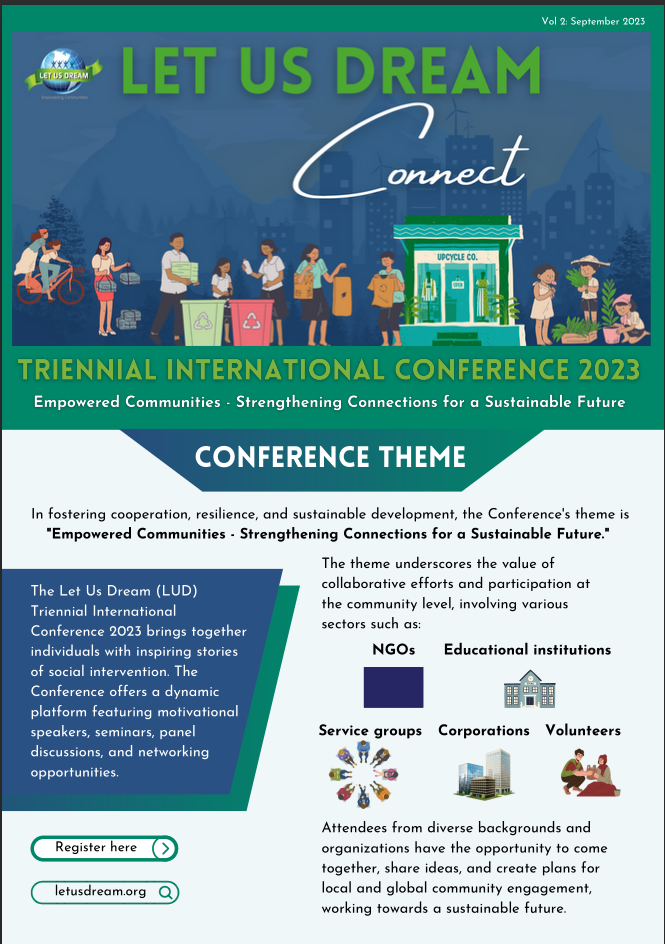 Vol 2: September 2023
LET US DREAM
LET US DREAM
Connect
UPCYCLE CO.
OPEN
TRIENNIAL INTERNATIONAL CONFERENCE 2023
Empowered Communities - Strengthening Connections for a Sustainable Future
CONFERENCE THEME
In fostering cooperation, resilience, and sustainable development, the Conference's theme is
"Empowered Communities - Strengthening Connections for a Sustainable Future."
The Let Us Dream (LUD)
Triennial International
Conference 2023 brings together
individuals with inspiring stories
of social intervention. The
Conference offers a dynamic
platform featuring motivational
speakers, seminars, panel
discussions, and networking
opportunities.
Register here
letusdream.org
The theme underscores the value of
collaborative efforts and participation at
the community level, involving various
sectors such as:
NGOs Educational institutions
Service groups Corporations Volunteers
Attendees from diverse backgrounds and
organizations have the opportunity to come
together, share ideas, and create plans for
local and global community engagement,
working towards a sustainable future.